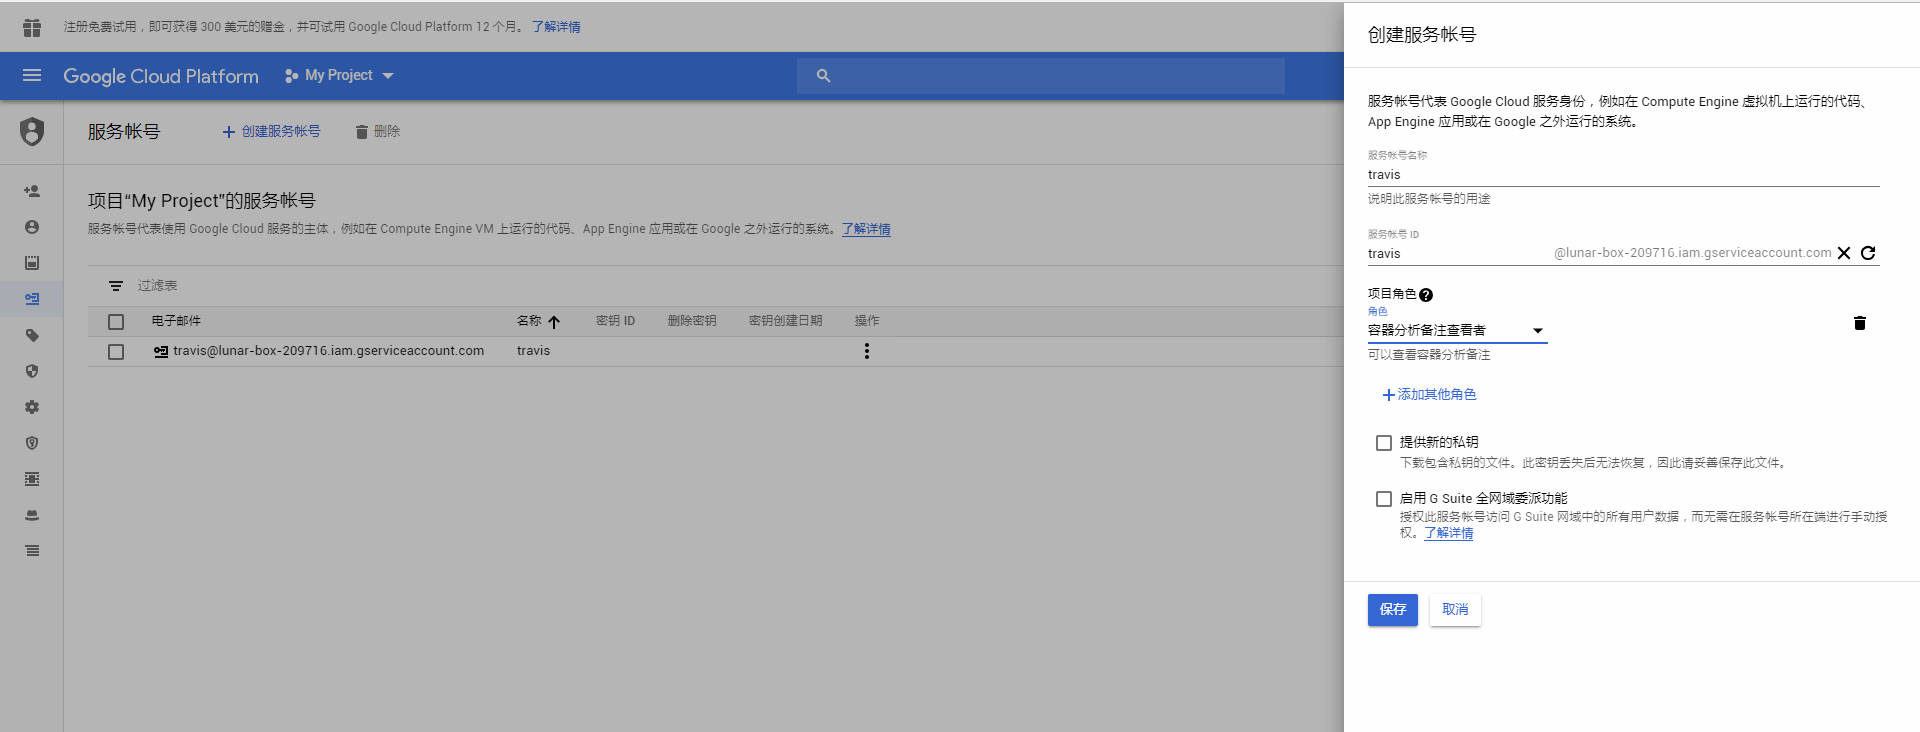 注册免费试用，即可获得 300 美元的赠金，并可试用 Google Cloud Platform 12 个月。 了解详情
Google Cloud Platform
My Project
服务帐号
创建服务帐号
删除
项目“My Project”的服务帐号
服务帐号代表使用 Google Cloud 服务的主体，例如在 Compute Engine VM 上运行的代码、App Engine 应用或在 Google 之外运行的系统。了解详情
过滤表
电子邮件 名称 密钥 ID 删除密钥 密钥创建日期 操作
travis@lunar-box-209716.iam.gserviceaccount.com travis
创建服务帐号
服务帐号代表 Google Cloud 服务身份，例如在 Compute Engine 虚拟机上运行的代码、
App Engine 应用或在 Google 之外运行的系统。
服务帐号名称
travis
说明此服务帐号的用途
服务帐号 ID
travis @lunar-box-209716.iam.gserviceaccount.com
项目角色
角色
容器分析备注查看者
可以查看容器分析备注
添加其他角色
提供新的私钥
下载包含私钥的文件。此密钥丢失后无法恢复，因此请妥善保存此文件。
启用 G Suite 全网域委派功能
授权此服务帐号访问 G Suite 网域中的所有用户数据，而无需在服务帐号所在端进行手动授
权。了解详情
保存
取消